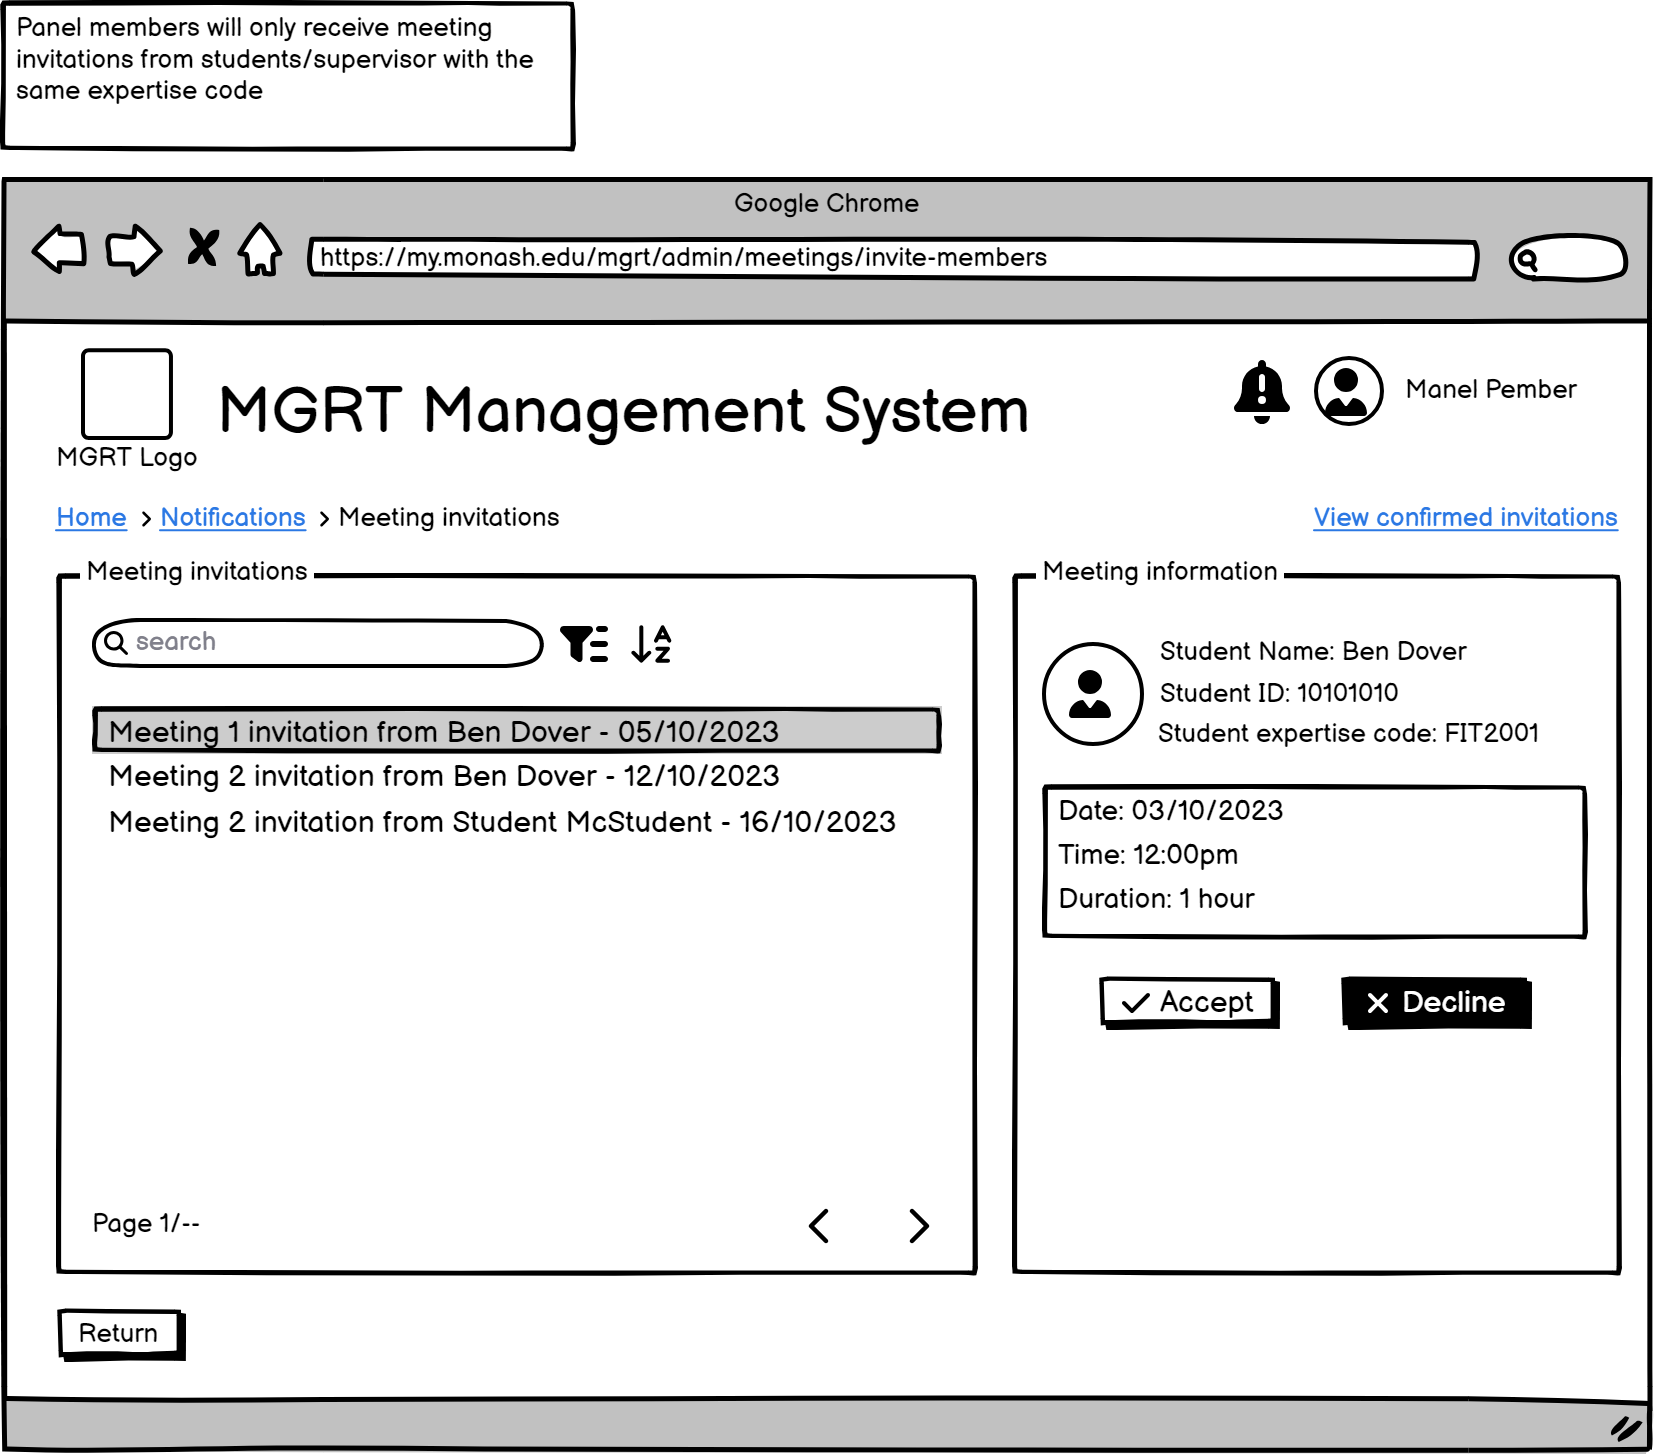 Panel members will only receive meeting
invitations from students/supervisor with the
same expertise code
Google Chrome
https://my.monash.edu/mgrt/admin/meetings/invite-members
MGRT Management System
Manel Pember
MGRT Logo
Home > Notifications > Meeting invitations
View confirmed invitations
Meeting invitations
search
Meeting 1 invitation from Ben Dover - 05/10/2023
Meeting 2 invitation from Ben Dover - 12/10/2023
Meeting 2 invitation from Student McStudent - 16/10/2023
Page 1/--
Meeting information
Student Name: Ben Dover
Student ID: 10101010
Student expertise code: FIT2001
Date: 03/10/2023
Time: 12:00pm
Duration: 1 hour
Accept
Decline
Return